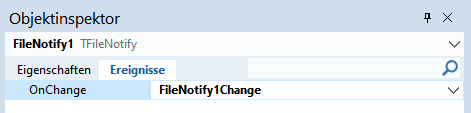 Objektinspektor
FileNotify1 TFileNotify
Eigenschaften Ereignisse
OnChange FileNotify1Change